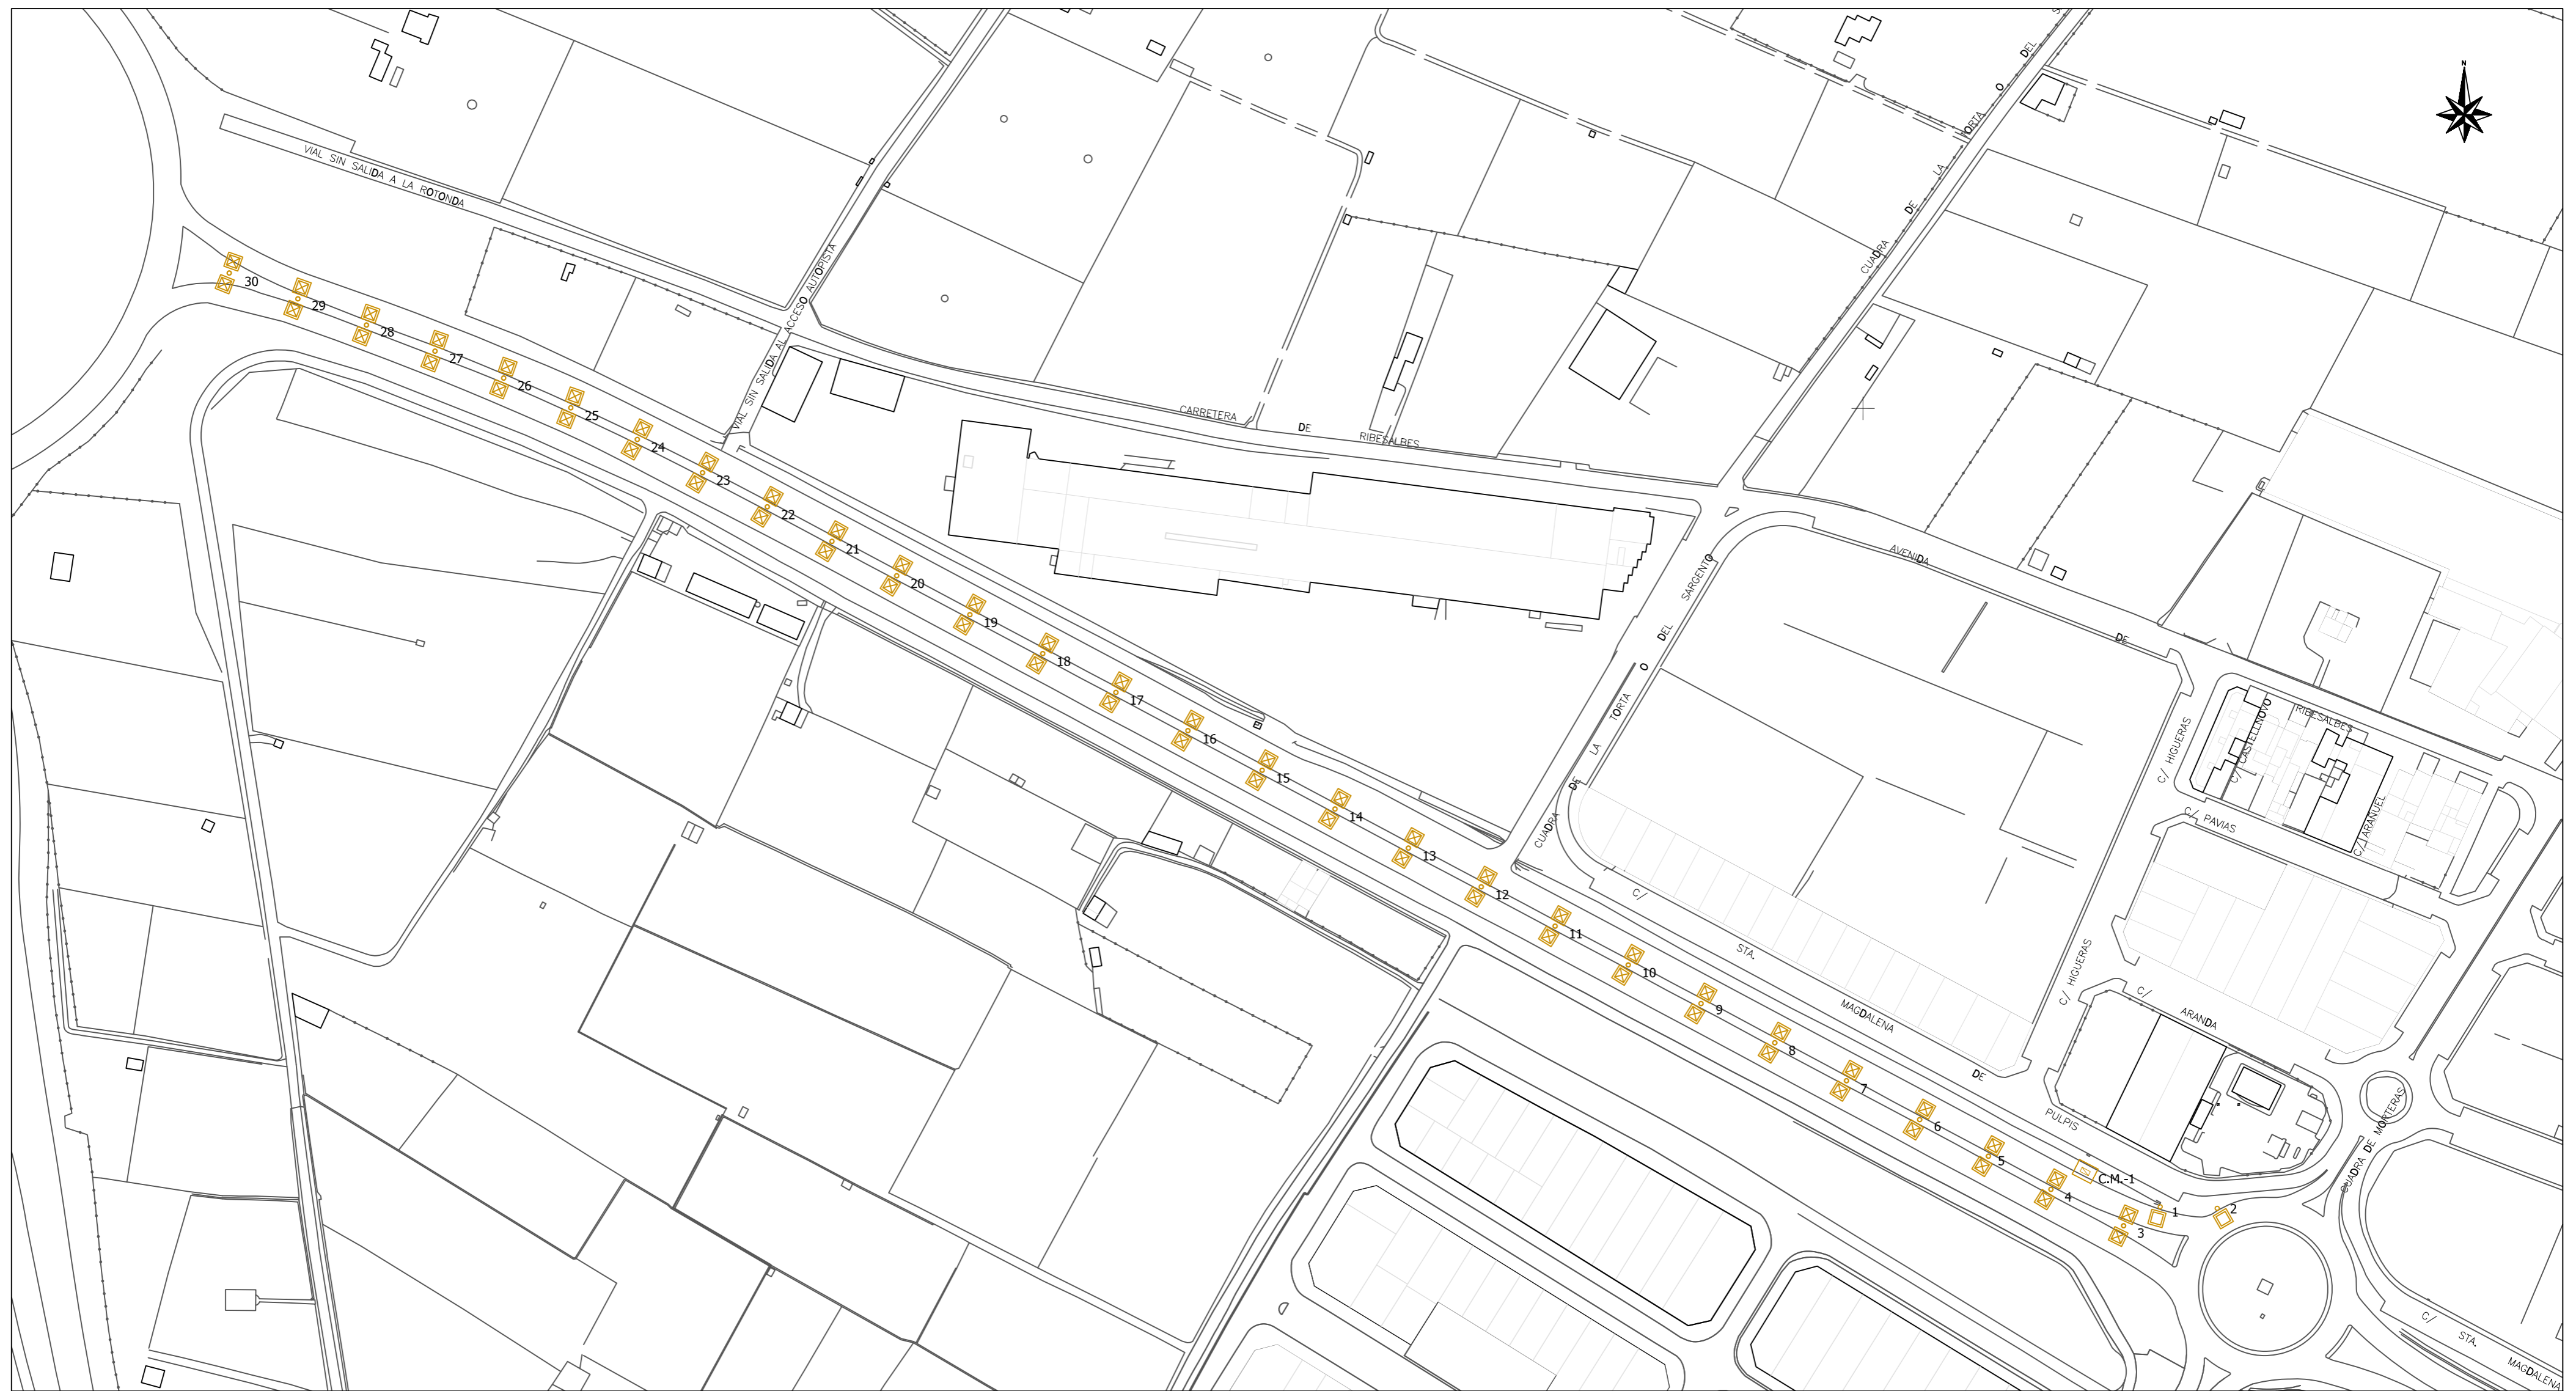 N
DEL
O
TORTA
LA
DE
CUADRA
VIAL SIN SALIDA A LA ROTONDA
VIAL SIN SALIDA AL ACCESO AUTOPISTA
CARRETERA
DE
RIBESALBES
30
29
28
27
26
25
24
23
22
21
20
19
18
17
16
15
14
13
12
11
10
9
8
7
6
5
4
3
1
2
C.M.-1
SARGENTO
DEL
O
TORTA
LA
DE
CUADRA
AVENIDA
DE
RIBESALBES
C/ HIGUERAS
C/ CASTELLNOVO
C/ ARAÑUEL
C/ PAVIAS
C/ HIGUERAS
C/
ARANDA
C/
STA.
MAGDALENA
DE
PULPIS
CUADRA DE MORTERAS
C/
STA.
MAGDALENA